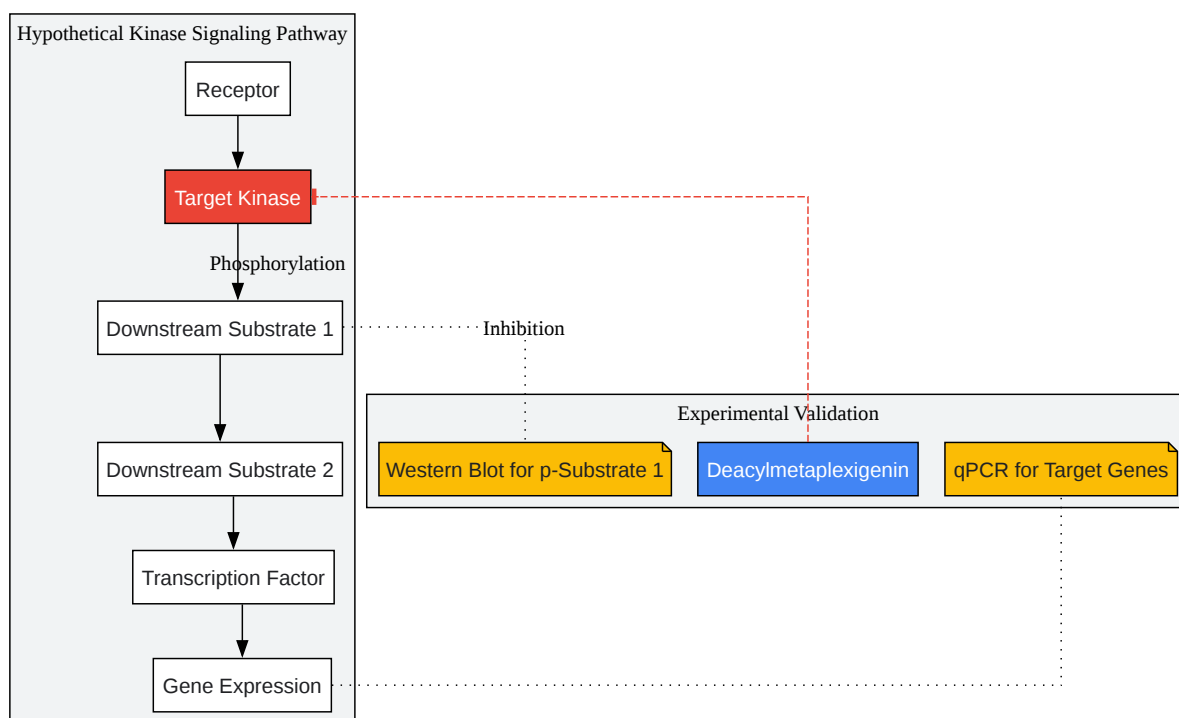 Hypothetical Kinase Signaling Pathway
Receptor
Target Kinase
Phosphorylation
Downstream Substrate 1
Inhibition
Experimental Validation
Downstream Substrate 2
Western Blot for p-Substrate 1
Deacylmetaplexigenin
qPCR for Target Genes
Transcription Factor
Gene Expression